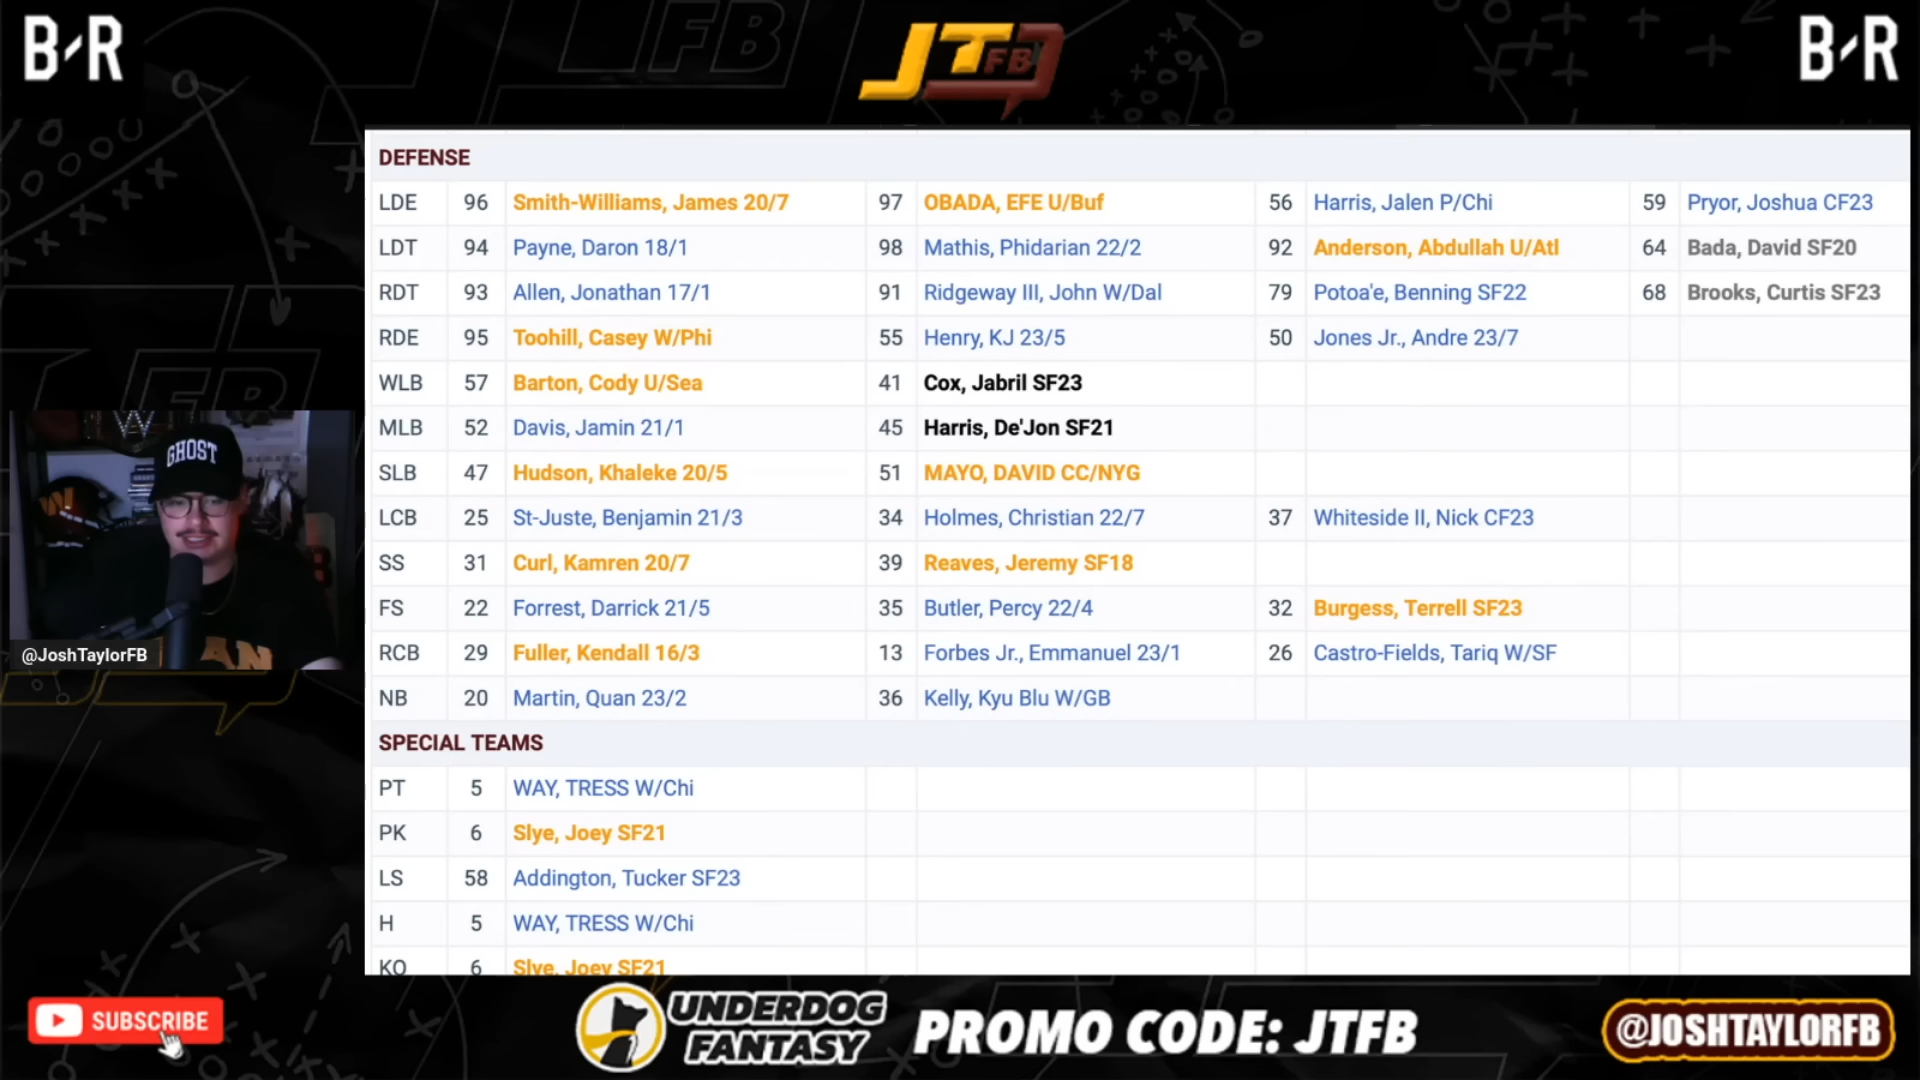 B/R
JTFB
B/R
DEFENSE
LDE 96 Smith-Williams, James 20/7 97 OBADA, EFE U/Buf 56 Harris, Jalen P/Chi 59 Pryor, Joshua CF23
LDT 94 Payne, Daron 18/1 98 Mathis, Phidarian 22/2 92 Anderson, Abdullah U/Atl 64 Bada, David SF20
RDT 93 Allen, Jonathan 17/1 91 Ridgeway III, John W/Dal 79 Potoa'e, Benning SF22 68 Brooks, Curtis SF23
RDE 95 Toohill, Casey W/Phi 55 Henry, KJ 23/5 50 Jones Jr., Andre 23/7
WLB 57 Barton, Cody U/Sea 41 Cox, Jabril SF23
MLB 52 Davis, Jamin 21/1 45 Harris, De'Jon SF21
SLB 47 Hudson, Khaleke 20/5 51 MAYO, DAVID CC/NYG
LCB 25 St-Juste, Benjamin 21/3 34 Holmes, Christian 22/7 37 Whiteside II, Nick CF23
SS 31 Curl, Kamren 20/7 39 Reaves, Jeremy SF18
FS 22 Forrest, Darrick 21/5 35 Butler, Percy 22/4 32 Burgess, Terrell SF23
RCB 29 Fuller, Kendall 16/3 13 Forbes Jr., Emmanuel 23/1 26 Castro-Fields, Tariq W/SF
NB 20 Martin, Quan 23/2 36 Kelly, Kyu Blu W/GB
SPECIAL TEAMS
PT 5 WAY, TRESS W/Chi
PK 6 Slye, Joey SF21
LS 58 Addington, Tucker SF23
H 5 WAY, TRESS W/Chi
KO 6 Slye, Joey SF21
GHOST
@JoshTaylorFB
SUBSCRIBE
UNDERDOG
FANTASY
PROMO CODE: JTFB
@JOSHTAYLORFB